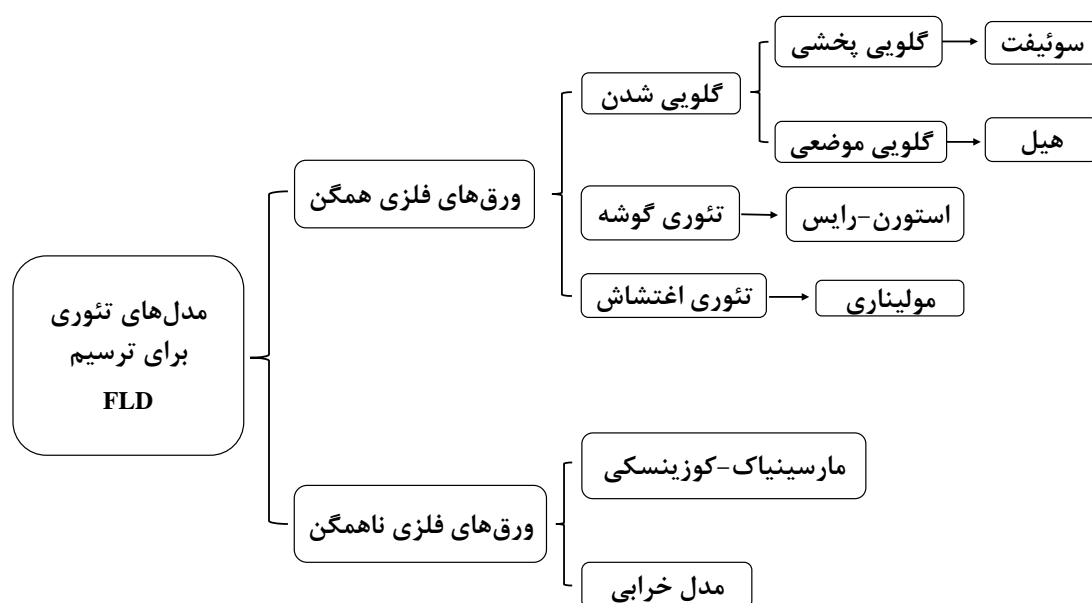 مدل‌های تئوری
برای ترسیم
FLD
ورق‌های فلزی همگن
گلویی شدن
گلویی پخشی
سوئیفت
گلویی موضعی
هیل
تئوری گوشه
استورن-رایس
تئوری اغتشاش
مولیناری
ورق‌های فلزی ناهمگن
مارسینیاک-کوزینسکی
مدل خرابی